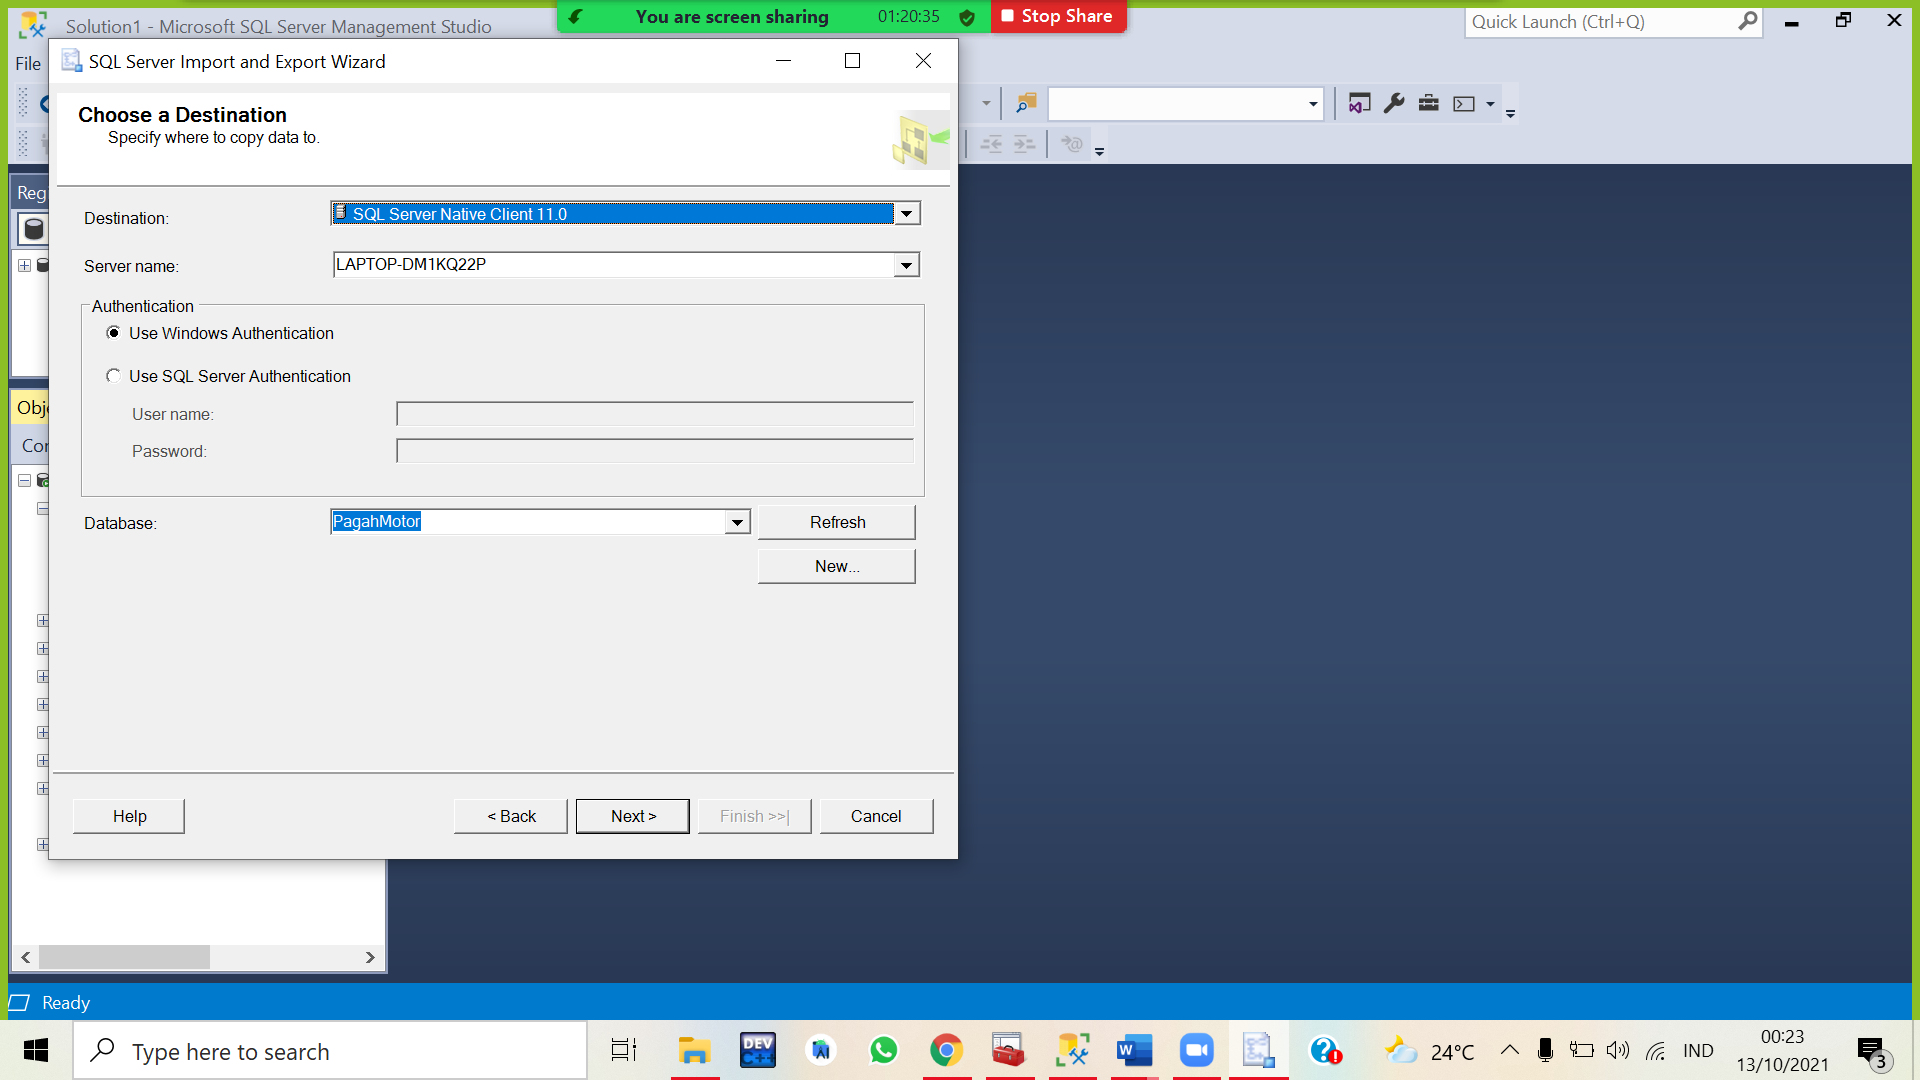 You are screen sharing 01:20:35 Stop Share
Solution1 - Microsoft SQL Server Management Studio
Quick Launch (Ctrl+Q)
File
SQL Server Import and Export Wizard
Choose a Destination
Specify where to copy data to.
Regi
Destination:
SQL Server Native Client 11.0
Server name:
LAPTOP-DM1KQ22P
Authentication
Use Windows Authentication
Use SQL Server Authentication
User name:
Password:
Obje
Con
Database:
PagahMotor
Refresh
New...
Help
< Back
Next >
Finish >>|
Cancel
Ready
Type here to search
DEV
C++
W
24°C
IND
00:23
13/10/2021
3